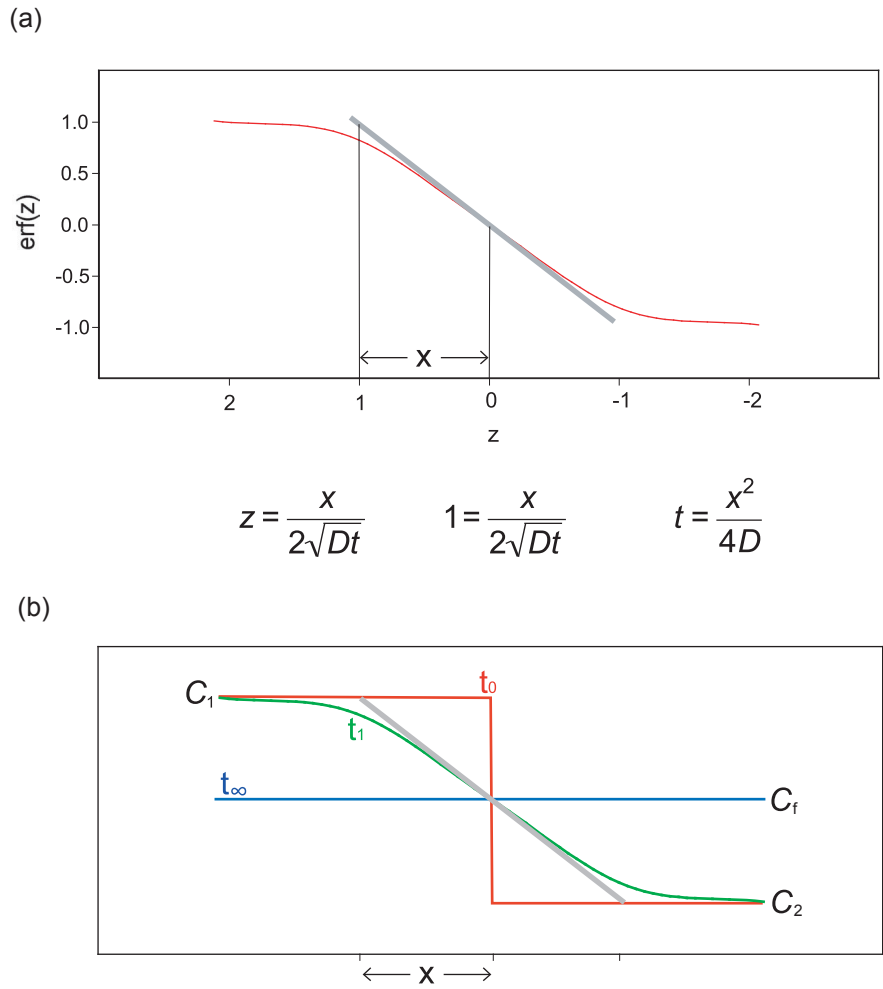 (a)
1.0
0.5
0.0
-0.5
-1.0
erf(z)
x
2 1 0 -1 -2
z
z = x / 2√Dt 1 = x / 2√Dt t = x² / 4D
(b)
C₁ t₀
t₁
t∞ C_f
C₂
x